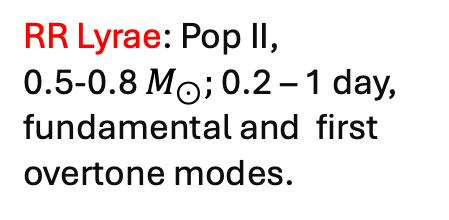 RR Lyrae: Pop II,
0.5-0.8 𝑀⊙; 0.2 – 1 day,
fundamental and first
overtone modes.